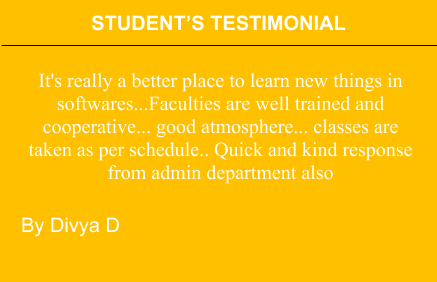 STUDENT’S TESTIMONIAL
It's really a better place to learn new things in
softwares...Faculties are well trained and
cooperative... good atmosphere... classes are
taken as per schedule.. Quick and kind response
from admin department also
By Divya D